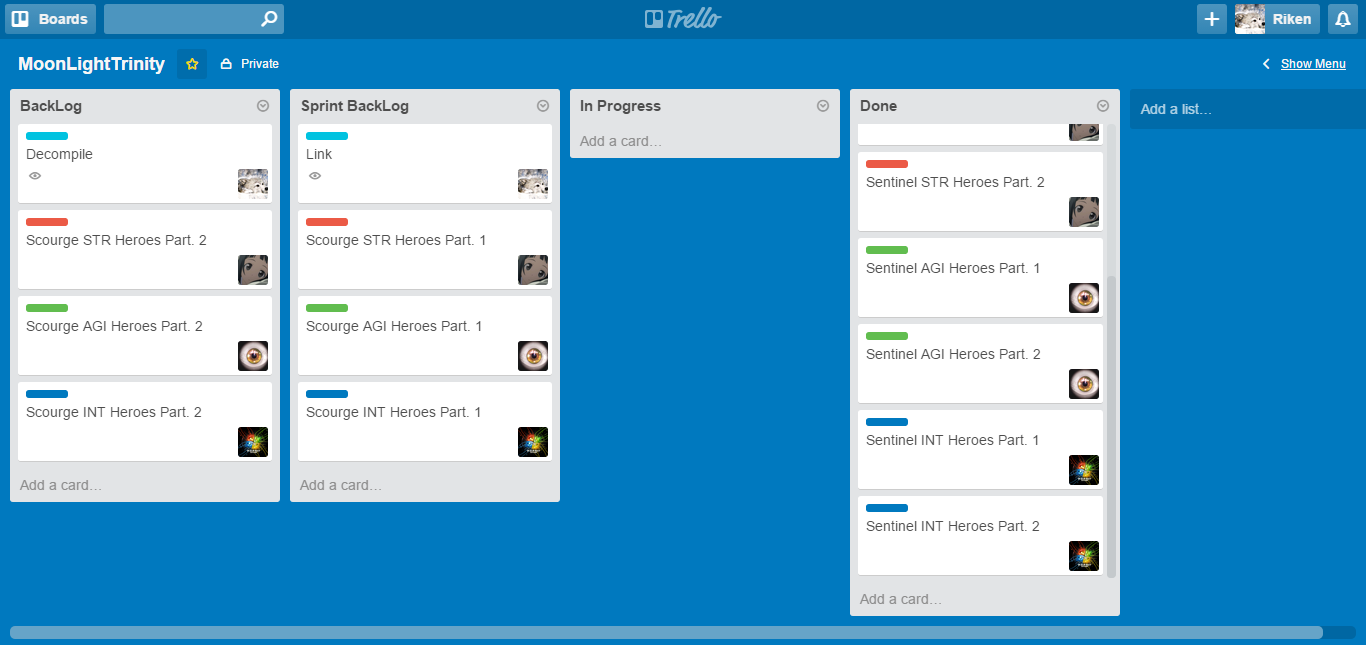 Boards
Trello
Riken
MoonLightTrinity
Private
Show Menu
BackLog
Decompile
Scourge STR Heroes Part. 2
Scourge AGI Heroes Part. 2
Scourge INT Heroes Part. 2
Add a card…
Sprint BackLog
Link
Scourge STR Heroes Part. 1
Scourge AGI Heroes Part. 1
Scourge INT Heroes Part. 1
Add a card…
In Progress
Add a card…
Done
Sentinel STR Heroes Part. 2
Sentinel AGI Heroes Part. 1
Sentinel AGI Heroes Part. 2
Sentinel INT Heroes Part. 1
Sentinel INT Heroes Part. 2
Add a card…
Add a list…